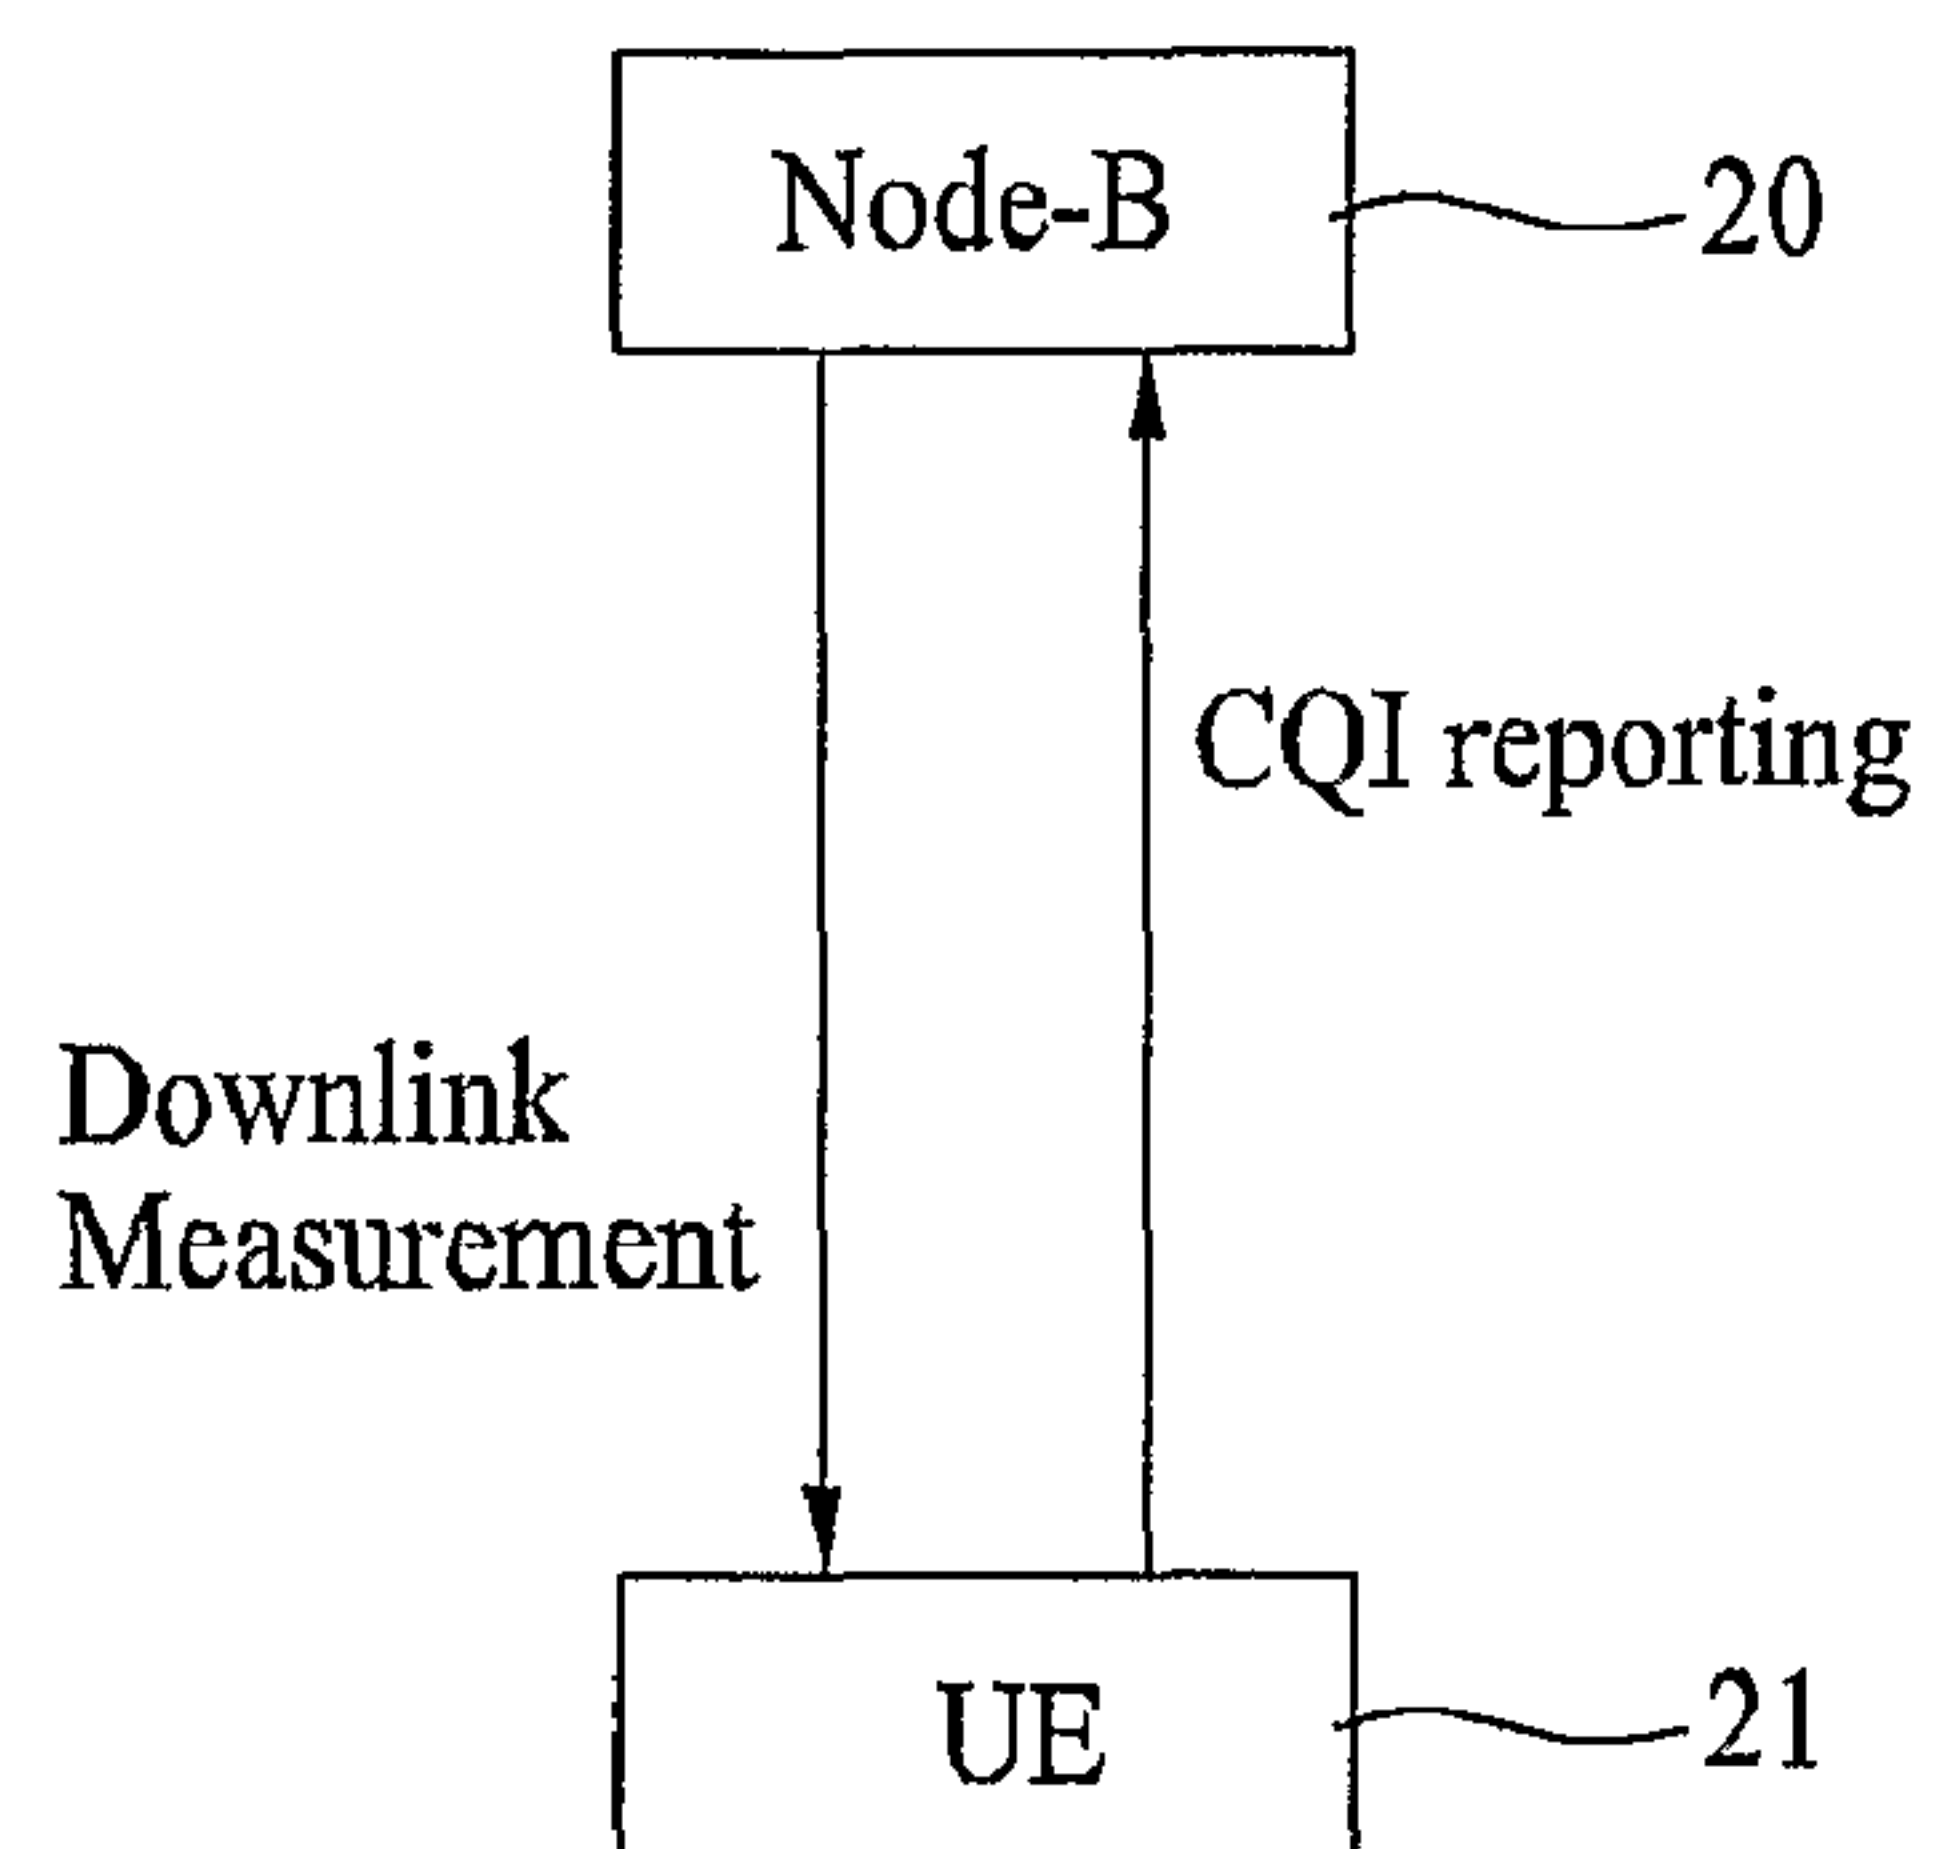 Node-B
20
CQI reporting
Downlink
Measurement
UE
21